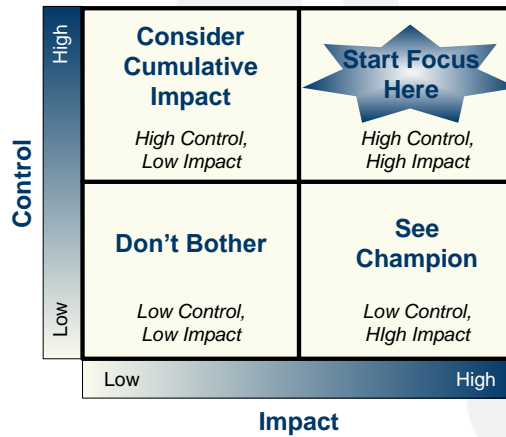 High
Consider
Cumulative
Impact
High Control,
Low Impact
Start Focus
Here
High Control,
High Impact
Control
Don't Bother
Low Control,
Low Impact
See
Champion
Low Control,
HIgh Impact
Low
Low
High
Impact